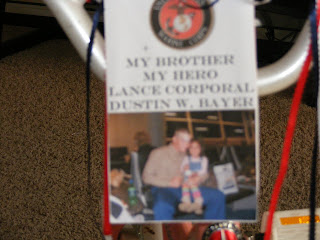 MY BROTHER
MY HERO
LANCE CORPORAL
DUSTIN W. BAYER